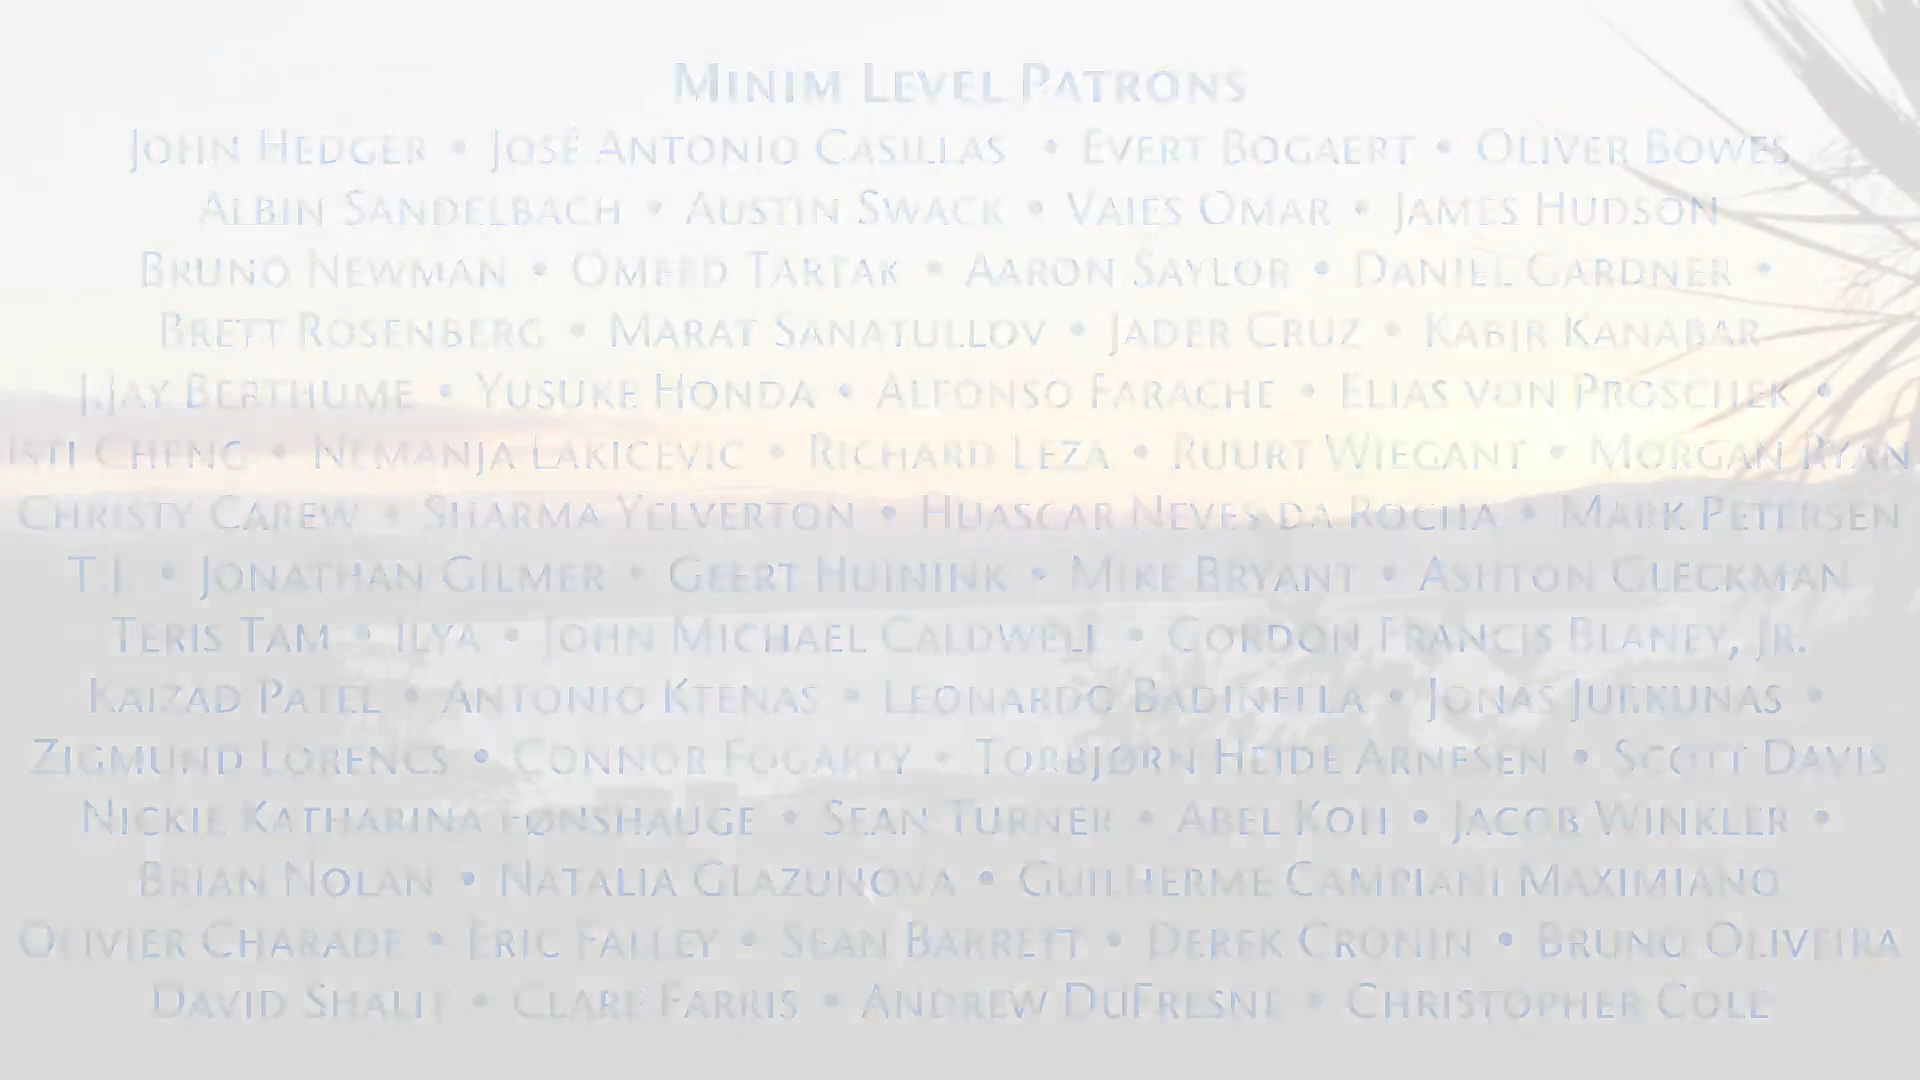 Minim Level Patrons
John Hedger • José Antonio Casillas • Evert Bogaert • Oliver Bowes
Albin Sandelbach • Austin Swack • Vaies Omar • James Hudson
Bruno Newman • Omeed Tartak • Aaron Saylor • Daniel Gardner •
Brett Rosenberg • Marat Sanatullov • Jader Cruz • Kabir Kanabar
J.Jay Berthume • Yusuke Honda • Alfonso Farache • Elias von Proschek •
isti Cheng • Nemanja Lakicevic • Richard Leza • Ruurt Wiegant • Morgan Ryan
Christy Carew • Sharma Yelverton • Huascar Neves da Rocha • Mark Petersen
T.J. • Jonathan Gilmer • Geert Huinink • Mike Bryant • Ashton Gleckman
Teris Tam • Ilya • John Michael Caldwell • Gordon Francis Blaney, Jr.
Kaizad Patel • Antonio Ktenas • Leonardo Badinella • Jonas Jurkunas •
Zigmund Lorencs • Connor Fogarty • Torbjørn Heide Arnesen • Scott Davis
Nickie Katharina Fønshauge • Sean Turner • Abel Koh • Jacob Winkler •
Brian Nolan • Natalia Glazunova • Guilherme Campiani Maximiano
Olivier Chabade • Eric Falley • Sean Barrett • Derek Cronin • Bruno Oliveira
David Shalit • Clare Farris • Andrew DuFresne • Christopher Cole